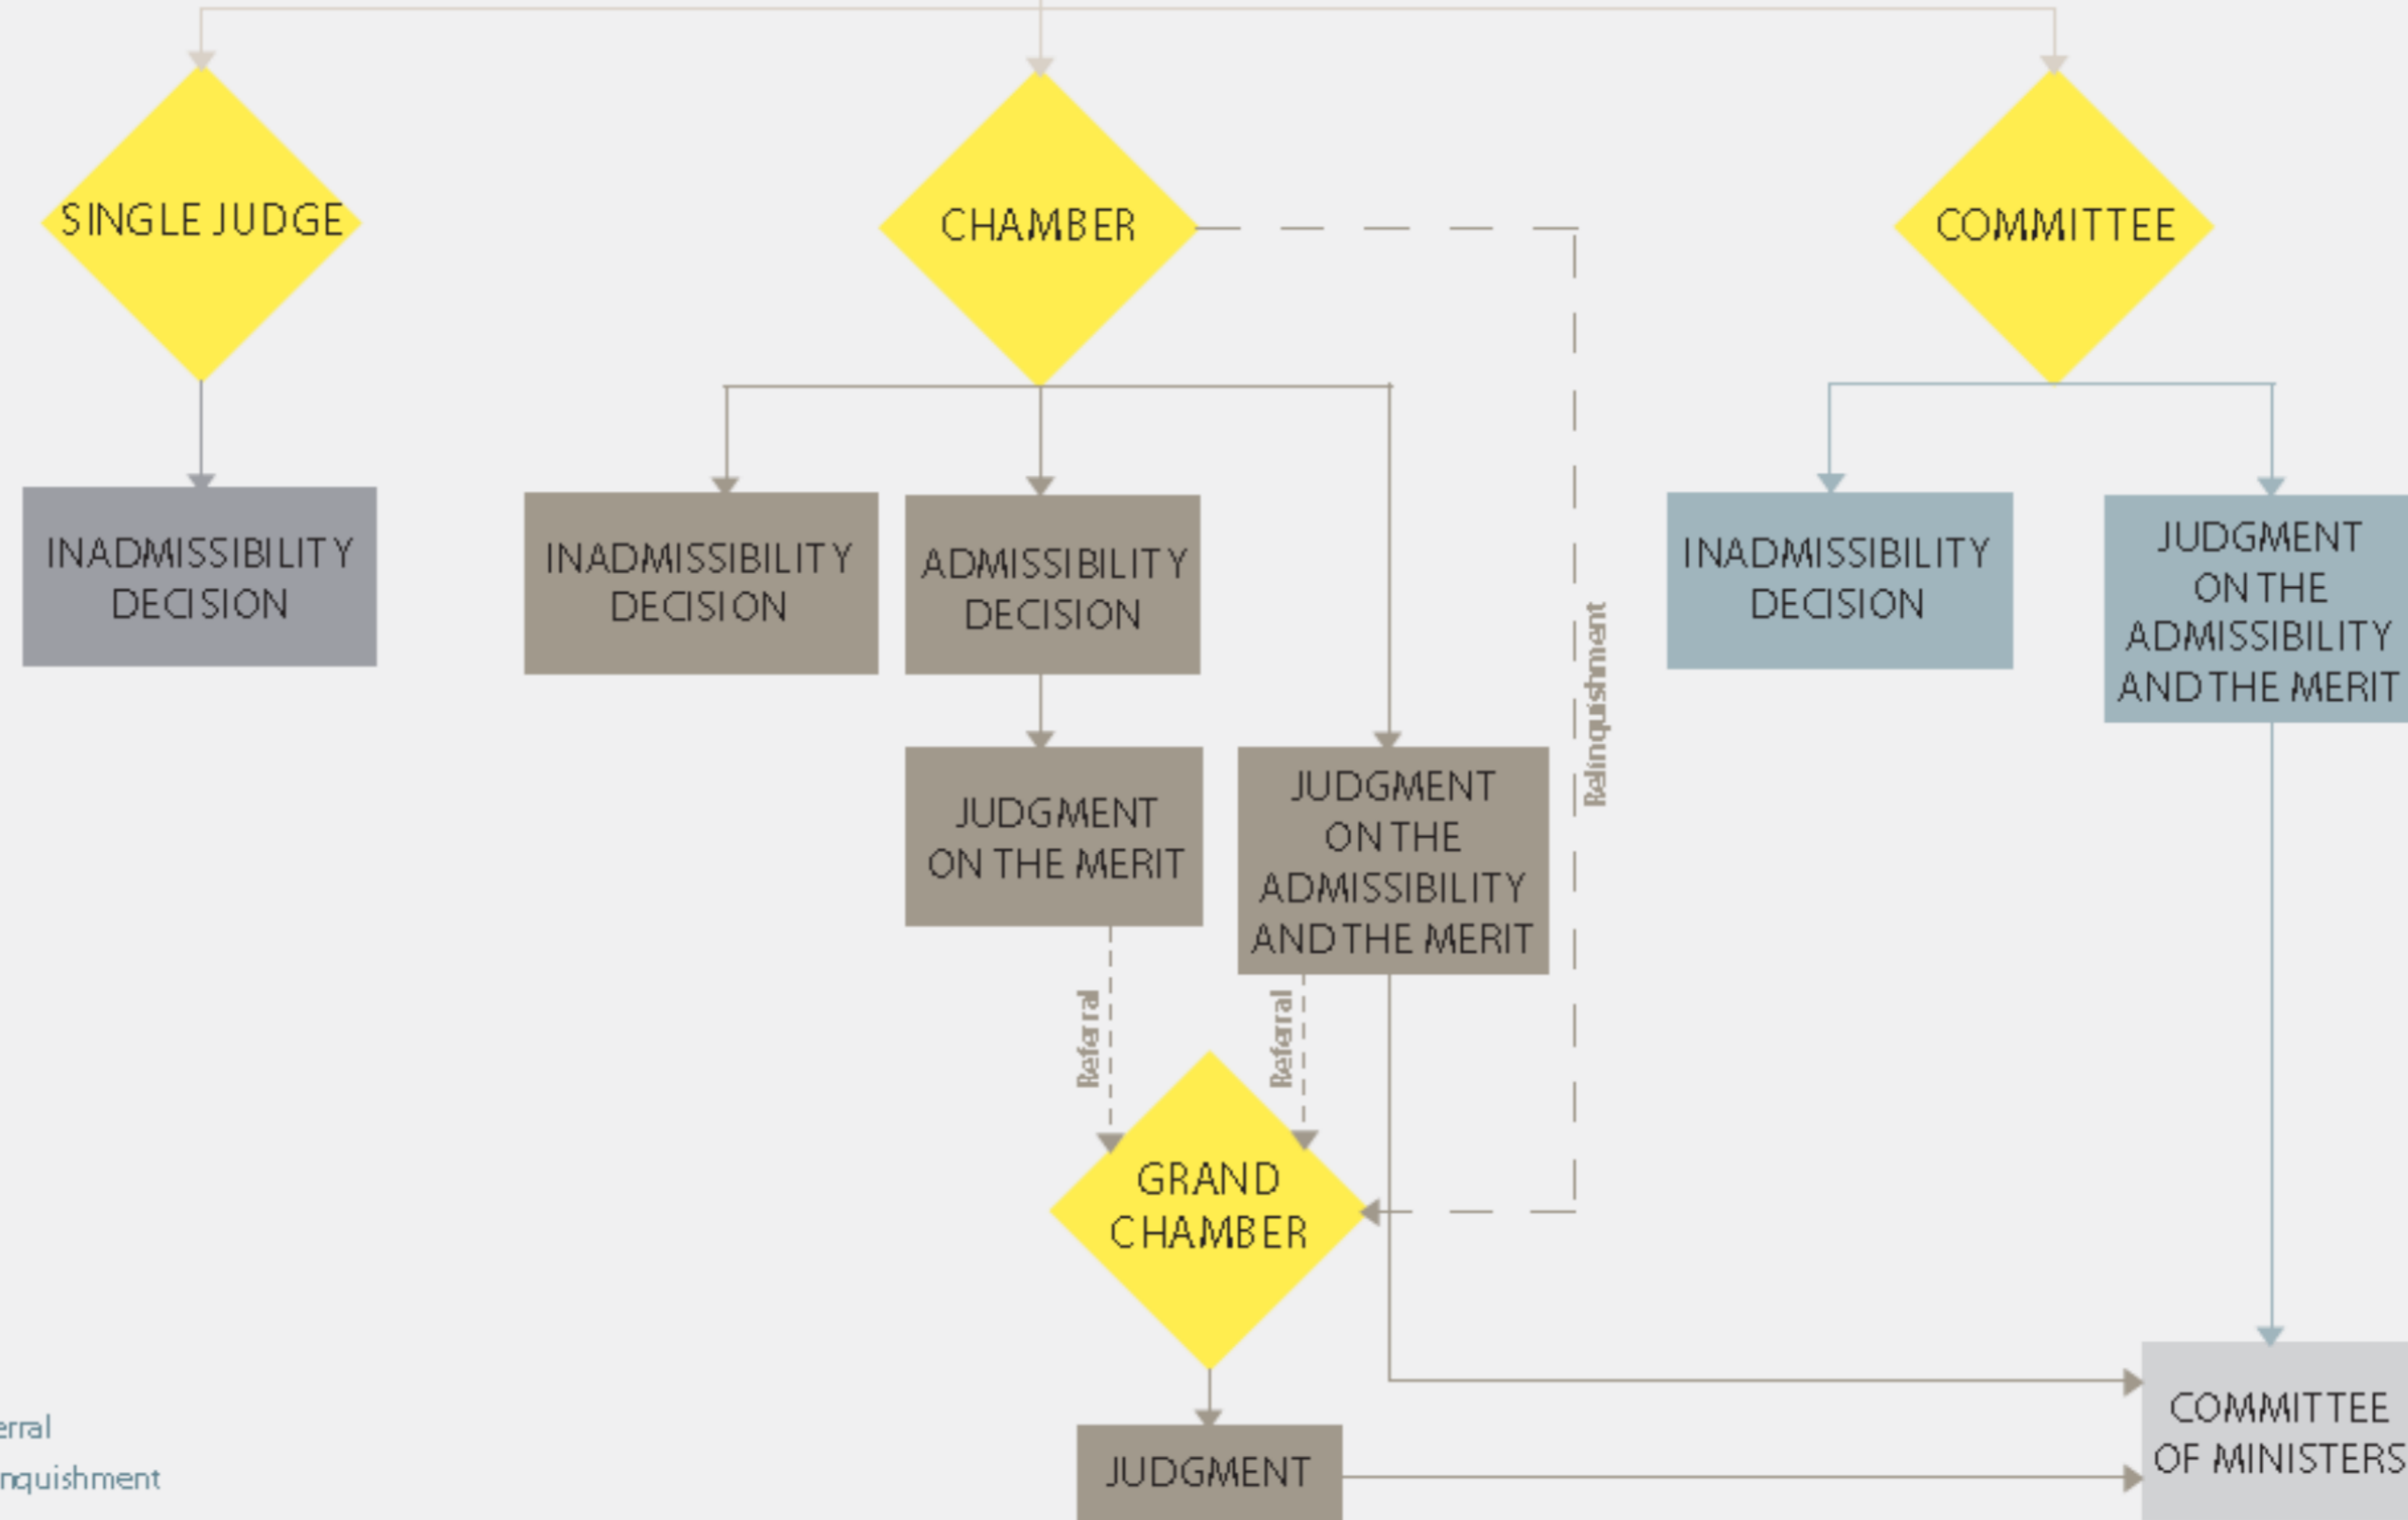 SINGLE JUDGE
CHAMBER
COMMITTEE
INADMISSIBILITY
DECISION
INADMISSIBILITY
DECISION
ADMISSIBILITY
DECISION
INADMISSIBILITY
DECISION
JUDGMENT
ON THE
ADMISSIBILITY
AND THE MERIT
Relinquishment
JUDGMENT
ON THE MERIT
JUDGMENT
ON THE
ADMISSIBILITY
AND THE MERIT
Referral
Referral
GRAND
CHAMBER
JUDGMENT
COMMITTEE
OF MINISTERS
erral
nquishment